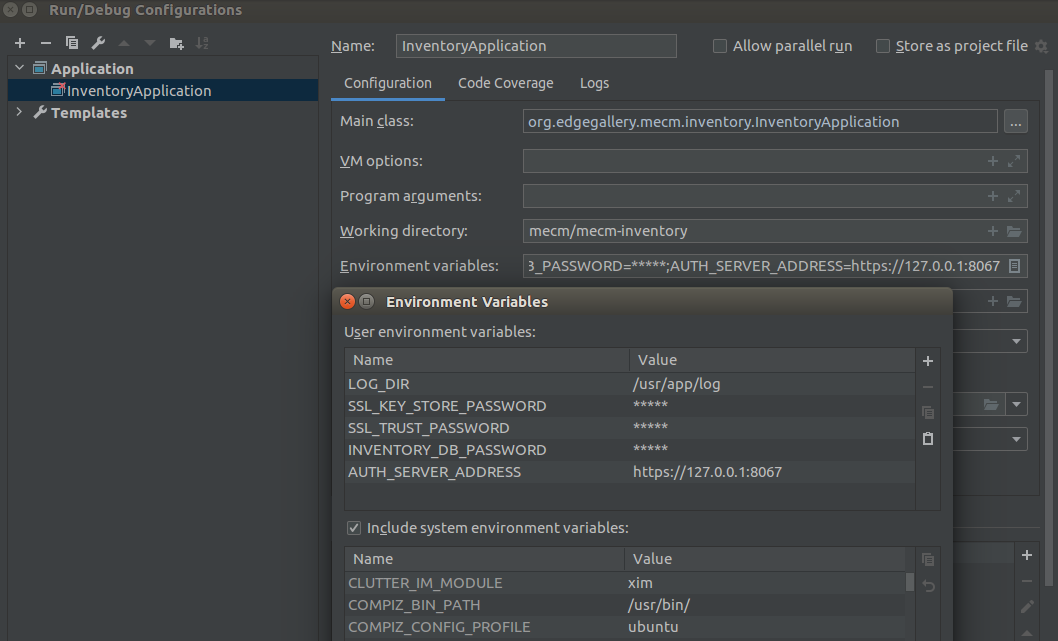 Run/Debug Configurations
Name: InventoryApplication Allow parallel run Store as project file
Application
InventoryApplication
Templates
Configuration Code Coverage Logs
Main class: org.edgegallery.mecm.inventory.InventoryApplication ...
VM options:
Program arguments:
Working directory: mecm/mecm-inventory
Environment variables: B_PASSWORD=*****;AUTH_SERVER_ADDRESS=https://127.0.0.1:8067
Environment Variables
User environment variables:
Name Value
LOG_DIR /usr/app/log
SSL_KEY_STORE_PASSWORD *****
SSL_TRUST_PASSWORD *****
INVENTORY_DB_PASSWORD *****
AUTH_SERVER_ADDRESS https://127.0.0.1:8067
Include system environment variables:
Name Value
CLUTTER_IM_MODULE xim
COMPIZ_BIN_PATH /usr/bin/
COMPIZ_CONFIG_PROFILE ubuntu